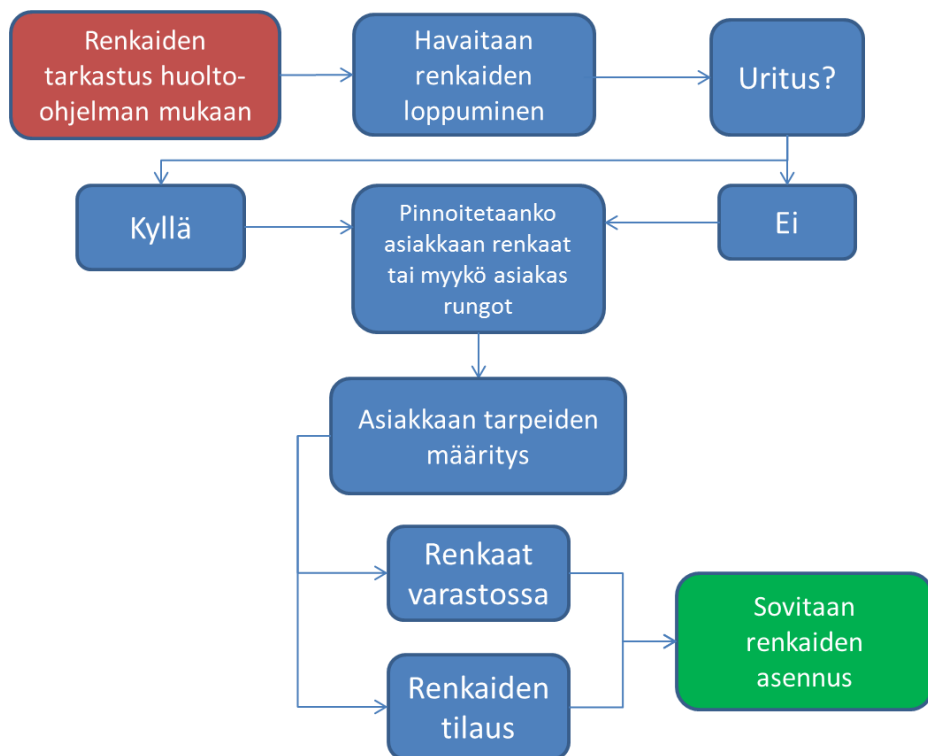 Renkaiden
tarkastus huolto-
ohjelman mukaan
Havaitaan
renkaiden
loppuminen
Uritus?
Kyllä
Pinnoitetaanko
asiakkaan renkaat
tai myykö asiakas
rungot
Ei
Asiakkaan tarpeiden
määritys
Renkaat
varastossa
Renkaiden
tilaus
Sovitaan
renkaiden
asennus